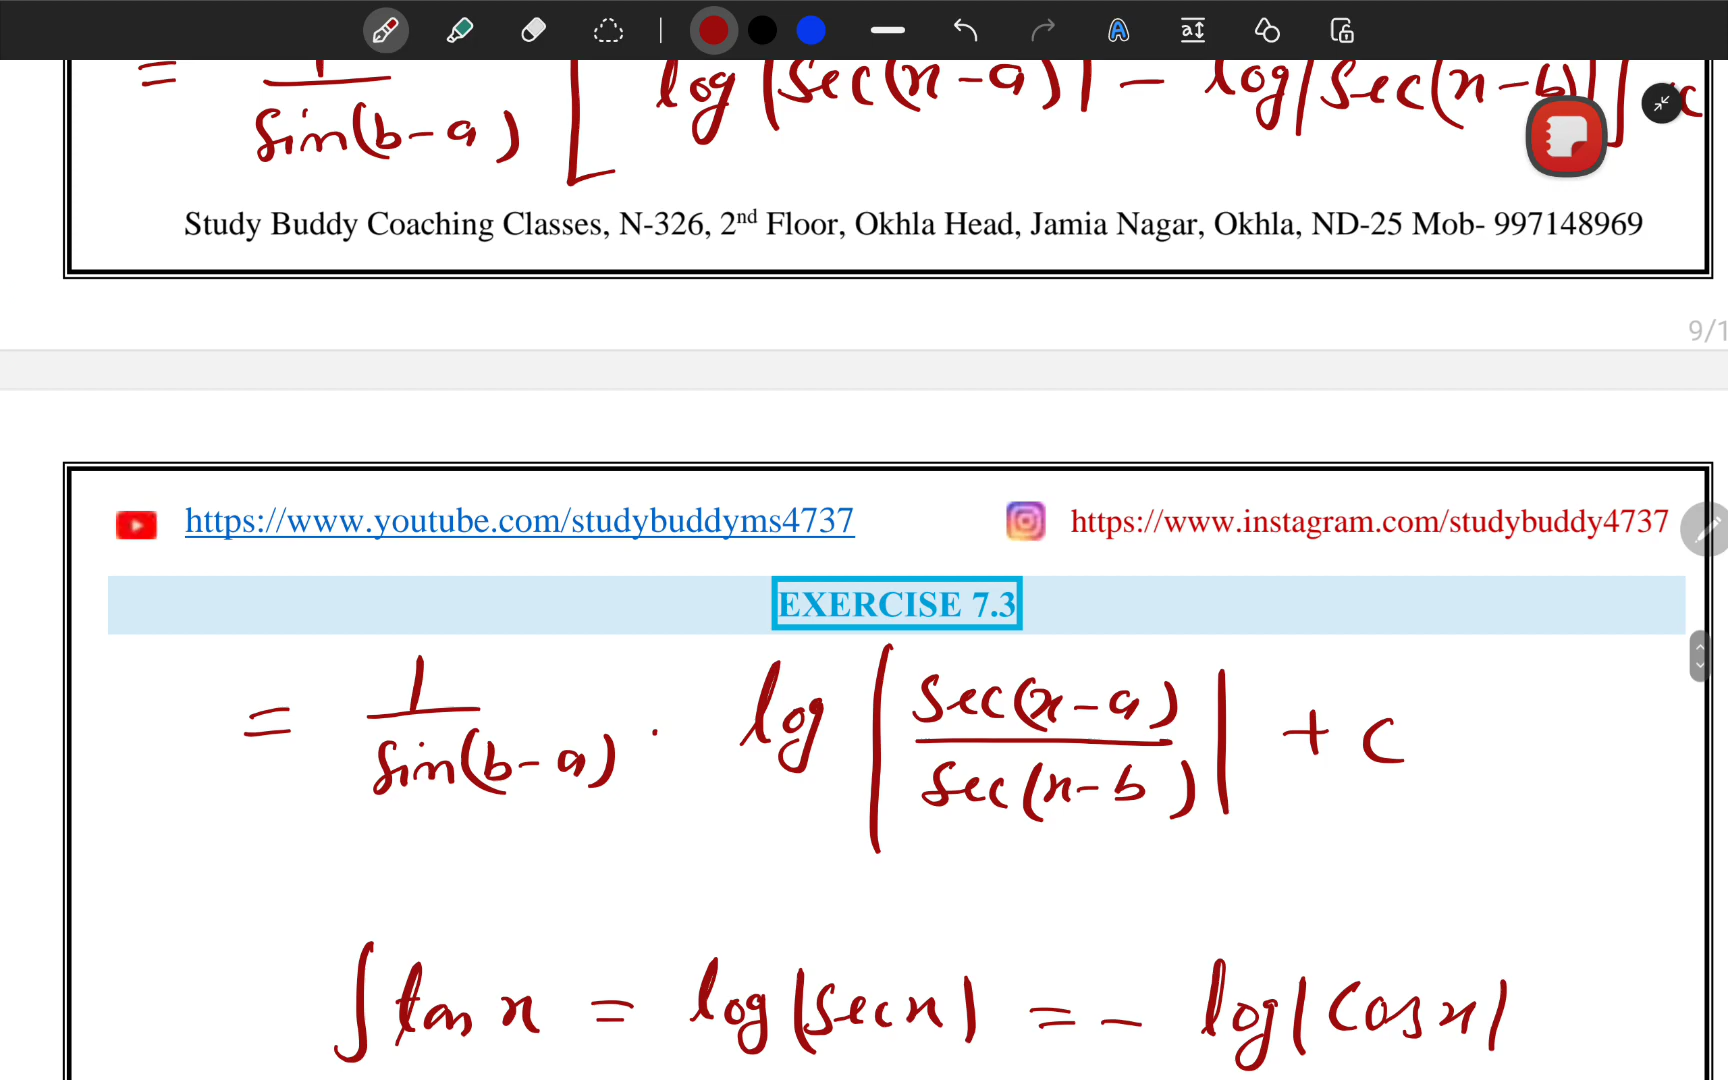 = 1/sin(b-a) [ log|sec(x-a)| - log|sec(x-b)| ] + c
Study Buddy Coaching Classes, N-326, 2nd Floor, Okhla Head, Jamia Nagar, Okhla, ND-25 Mob- 997148969
9/1
https://www.youtube.com/studybuddyms4737
https://www.instagram.com/studybuddy4737
EXERCISE 7.3
= 1/sin(b-a) . log | sec(x-a)/sec(x-b) | + c
∫ tan x = log|sec x| = - log|cos x|